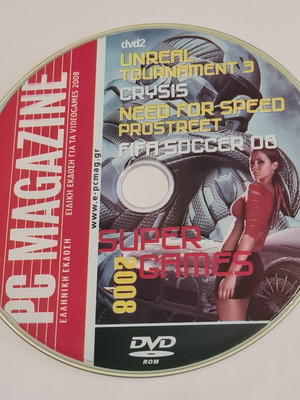 dvd2
UNREAL
TOURNAMENT 3
CRYSIS
NEED FOR SPEED
PROSTREET
FIFA SOCCER 08
PC MAGAZINE
ΕΛΛΗΝΙΚΗ ΕΚΔΟΣΗ
ΕΙΔΙΚΗ ΕΚΔΟΣΗ ΓΙΑ ΤΑ VIDEOGAMES 2008
www.e-pcmag.gr
SUPER
GAMES
2008
DVD
ROM